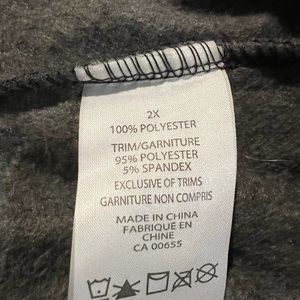 2X
100% POLYESTER
TRIM/GARNITURE
95% POLYESTER
5% SPANDEX
EXCLUSIVE OF TRIMS
GARNITURE NON COMPRIS
MADE IN CHINA
FABRIQUE EN
CHINE
CA 00655